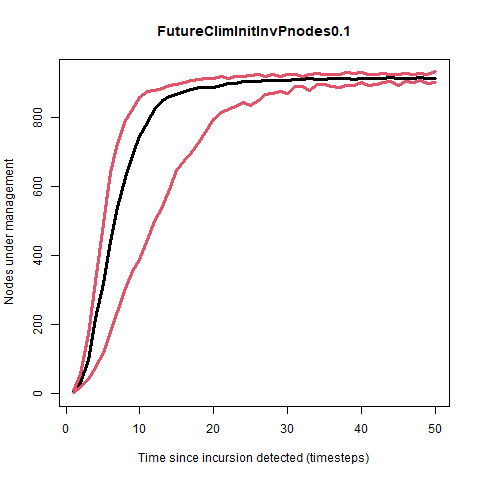 FutureClimInitInvPnodes0.1
Nodes under management
800
600
400
200
0
0 10 20 30 40 50
Time since incursion detected (timesteps)